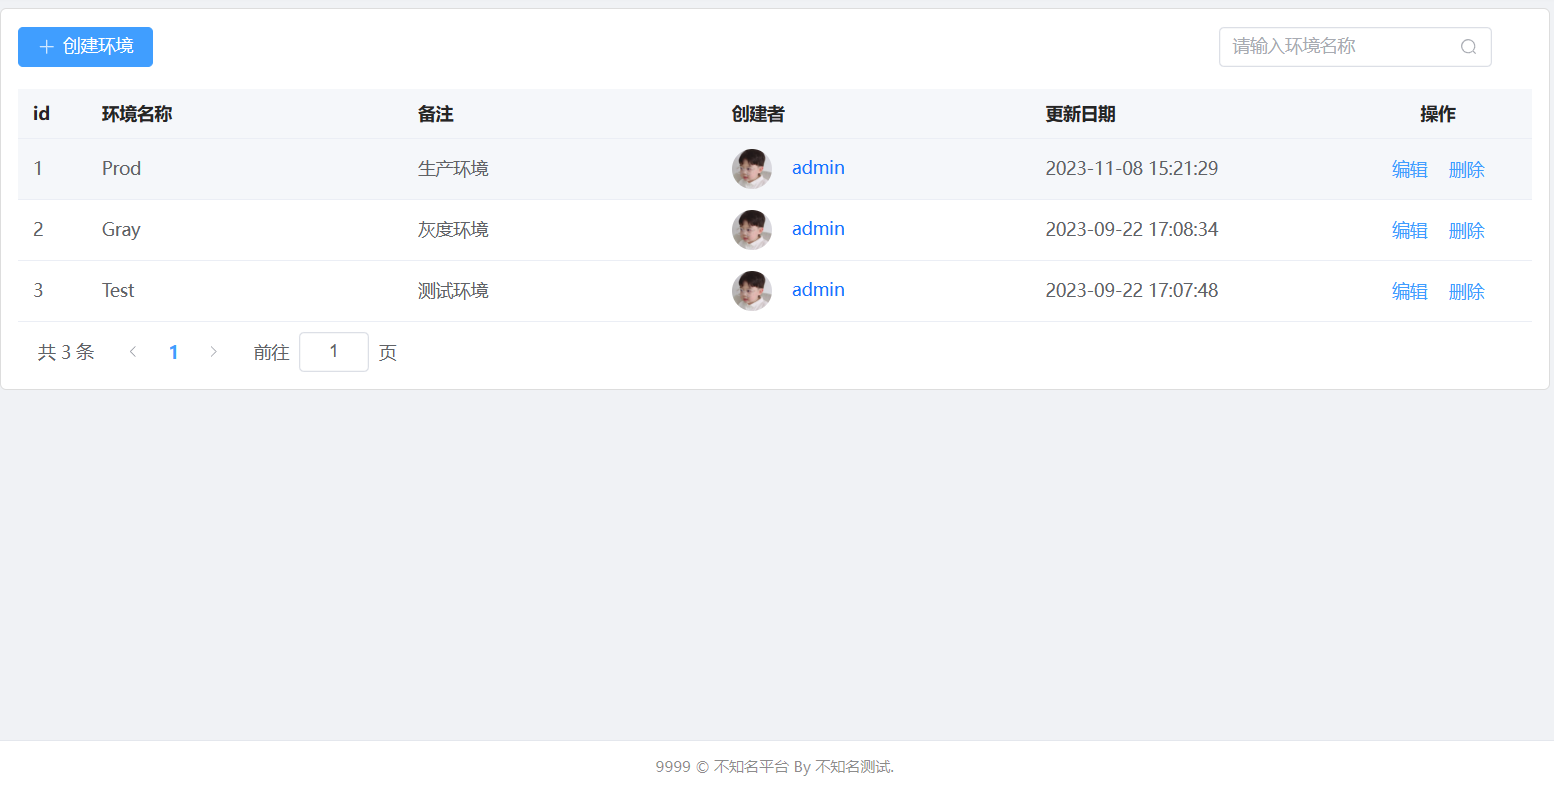 创建环境 请输入环境名称
id 环境名称 备注 创建者 更新日期 操作
1 Prod 生产环境 admin 2023-11-08 15:21:29 编辑 删除
2 Gray 灰度环境 admin 2023-09-22 17:08:34 编辑 删除
3 Test 测试环境 admin 2023-09-22 17:07:48 编辑 删除
共 3 条 < 1 > 前往 1 页
9999 © 不知名平台 By 不知名测试.